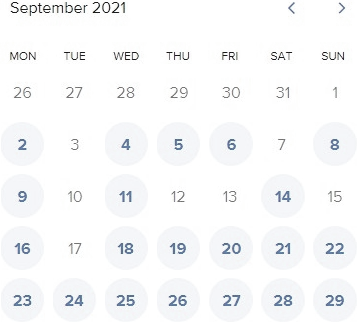 September 2021
MON TUE WED THU FRI SAT SUN
26 27 28 29 30 31 1
2 3 4 5 6 7 8
9 10 11 12 13 14 15
16 17 18 19 20 21 22
23 24 25 26 27 28 29